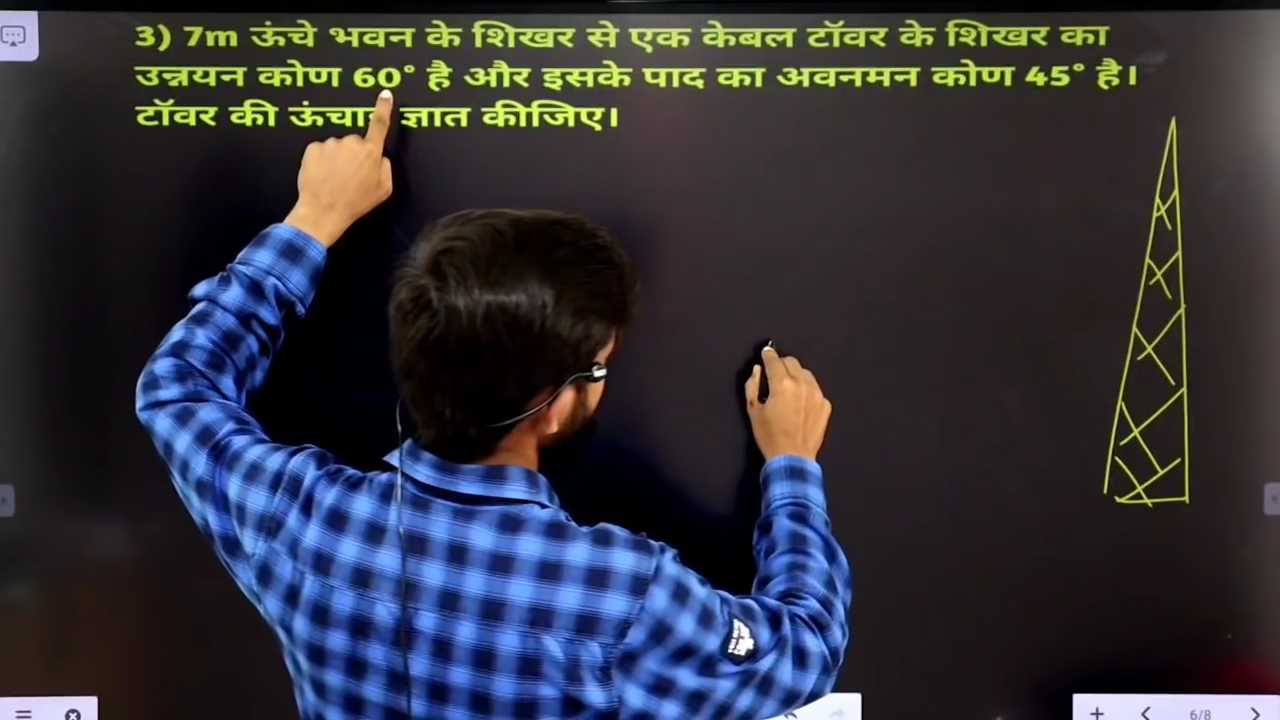 3) 7m ऊंचे भवन के शिखर से एक केबल टॉवर के शिखर का
उन्नयन कोण 60° है और इसके पाद का अवनमन कोण 45° है।
टॉवर की ज्ञात कीजिए।
6/8